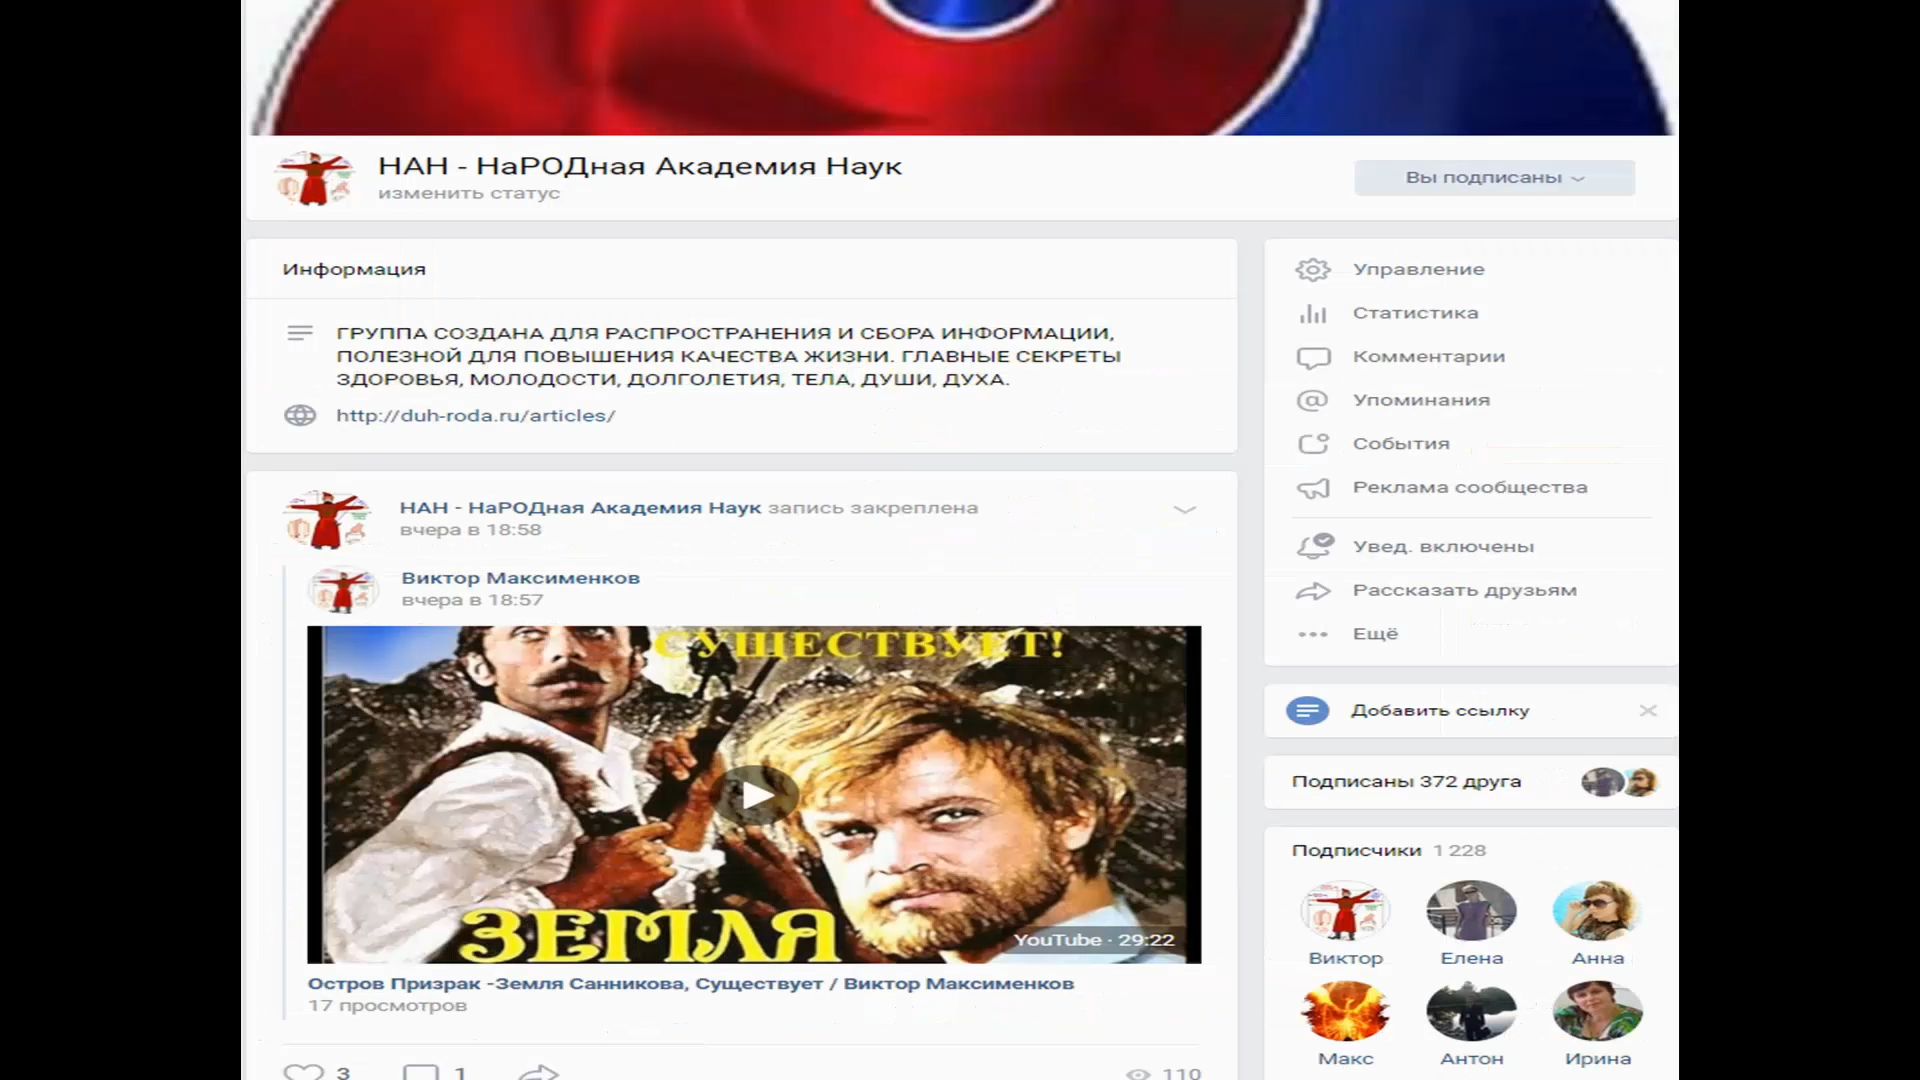 НАН - НаРОДная Академия Наук
изменить статус
Вы подписаны
Информация
ГРУППА СОЗДАНА ДЛЯ РАСПРОСТРАНЕНИЯ И СБОРА ИНФОРМАЦИИ,
ПОЛЕЗНОЙ ДЛЯ ПОВЫШЕНИЯ КАЧЕСТВА ЖИЗНИ. ГЛАВНЫЕ СЕКРЕТЫ
ЗДОРОВЬЯ, МОЛОДОСТИ, ДОЛГОЛЕТИЯ, ТЕЛА, ДУШИ, ДУХА.
http://duh-roda.ru/articles/
НАН - НаРОДная Академия Наук запись закреплена
вчера в 18:58
Виктор Максименков
вчера в 18:57
СУЩЕСТВУЕТ!
ЗЕМЛЯ
YouTube · 29:22
Остров Призрак -Земля Санникова, Существует / Виктор Максименков
17 просмотров
3
1
110
Управление
Статистика
Комментарии
Упоминания
События
Реклама сообщества
Увед. включены
Рассказать друзьям
Ещё
Добавить ссылку
Подписаны 372 друга
Подписчики 1 228
Виктор
Елена
Анна
Макс
Антон
Ирина